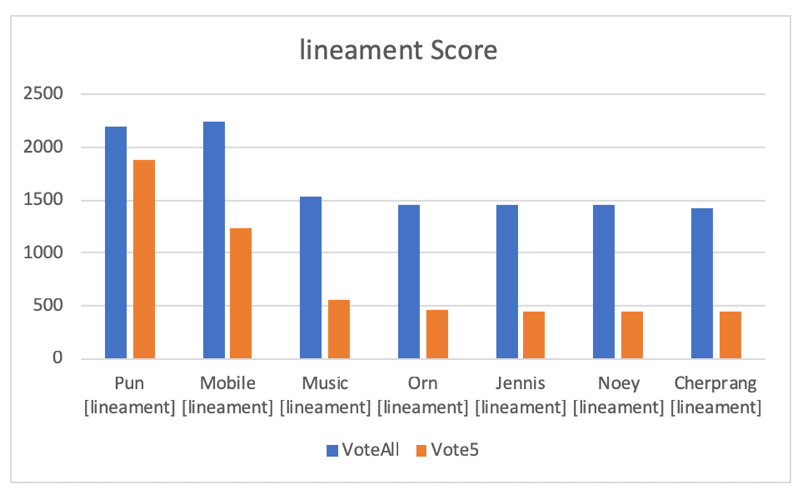 lineament Score
2500
2000
1500
1000
500
0
Pun Mobile Music Orn Jennis Noey Cherprang
[lineament] [lineament] [lineament] [lineament] [lineament] [lineament] [lineament]
VoteAll Vote5